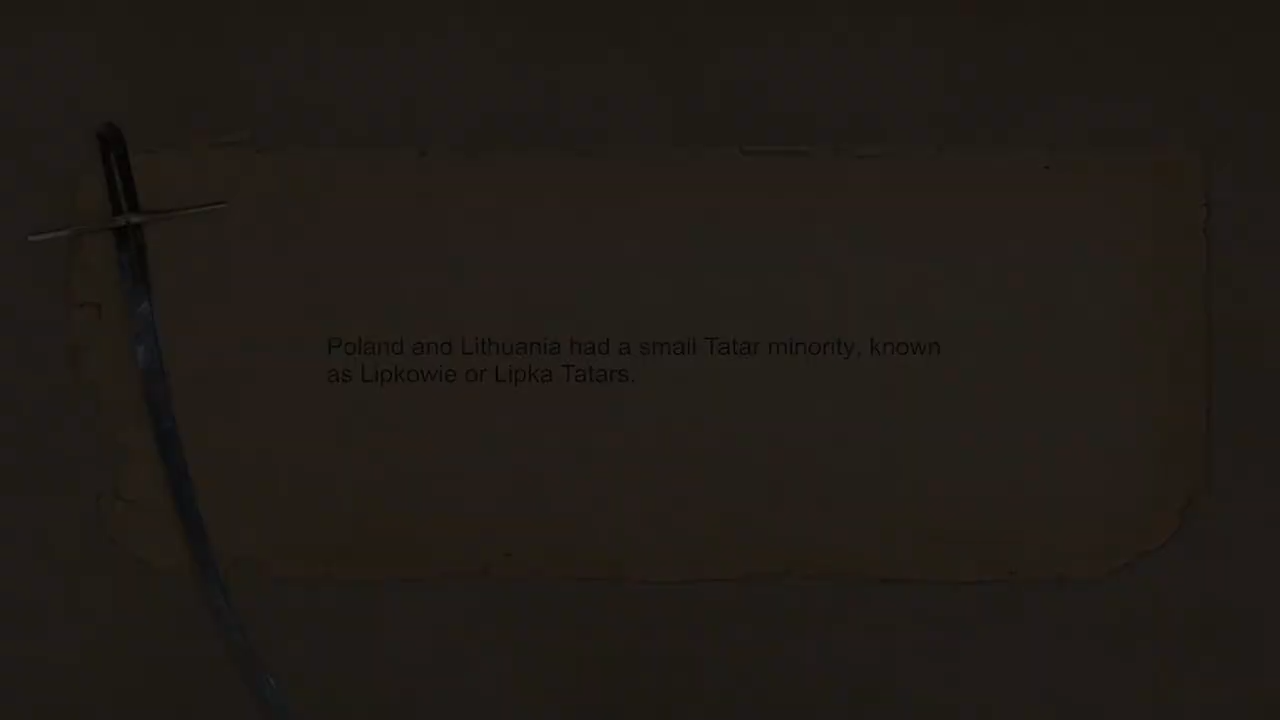 Poland and Lithuania had a small Tatar minority, known
as Lipkowie or Lipka Tatars.